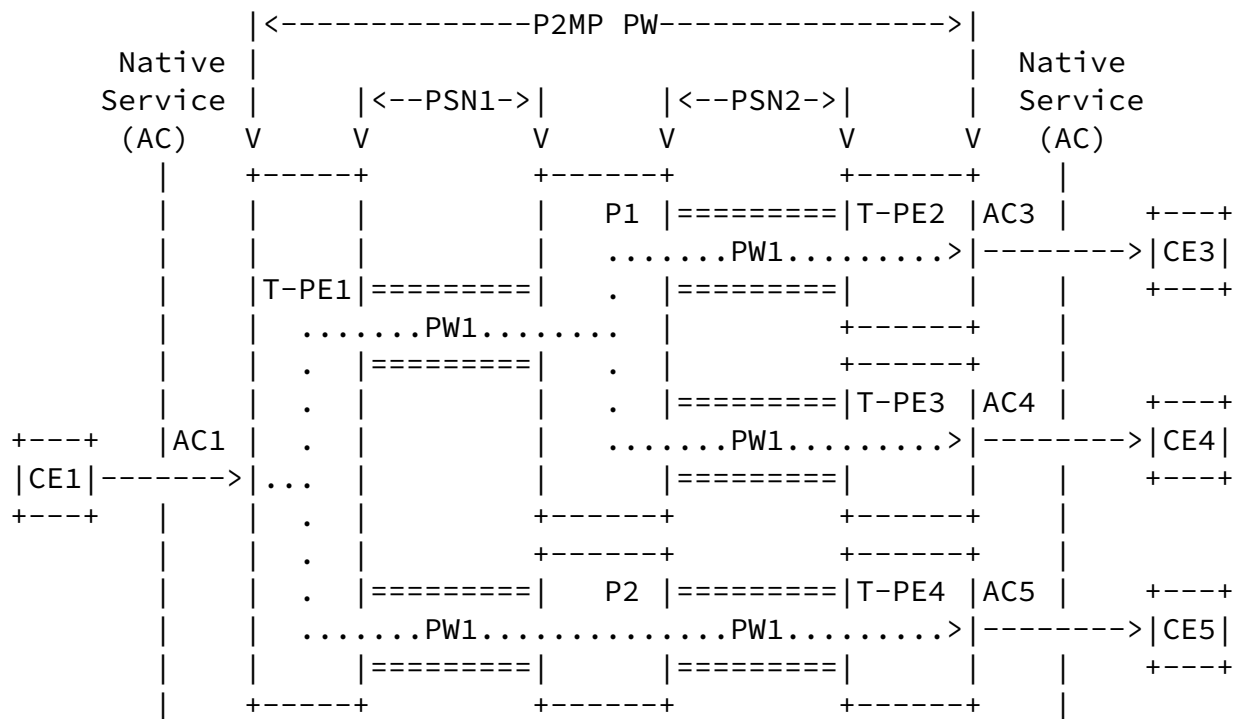 |<--------------P2MP PW--------------->|
Native | | Native
Service | |<--PSN1->| |<--PSN2->| | Service
(AC) V V V V V V (AC)
| +-----+ +------+ +------+ |
| | | | P1 |=========|T-PE2 |AC3 | +---+
| | | | .......PW1.........>|-------->|CE3|
| |T-PE1|=========| . |=========| | | +---+
| | .......PW1........ | +------+ |
| | . |=========| . | +------+ |
| | . | | . |=========|T-PE3 |AC4 | +---+
+---+ |AC1 | . | | .......PW1.........>|-------->|CE4|
|CE1|------->|... | | |=========| | | +---+
+---+ | | . | +------+ +------+ |
| | . | +------+ +------+ |
| | . |=========| P2 |=========|T-PE4 |AC5 | +---+
| | .......PW1..............PW1.........>|-------->|CE5|
| | |=========| |=========| | | +---+
| +-----+ +------+ +------+ |